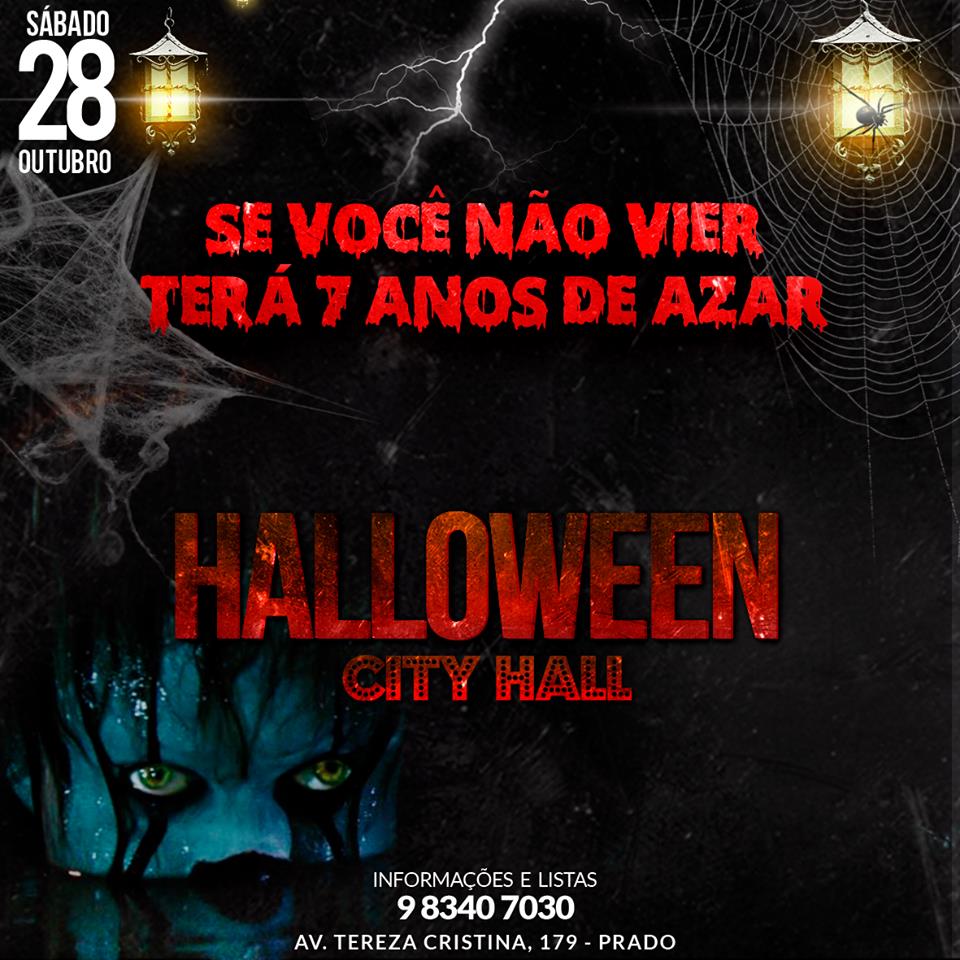 SÁBADO
28
OUTUBRO
SE VOCÊ NÃO VIER
TERÁ 7 ANOS DE AZAR
HALLOWEEN
CITY HALL
INFORMAÇÕES E LISTAS
9 8340 7030
AV. TEREZA CRISTINA, 179 - PRADO